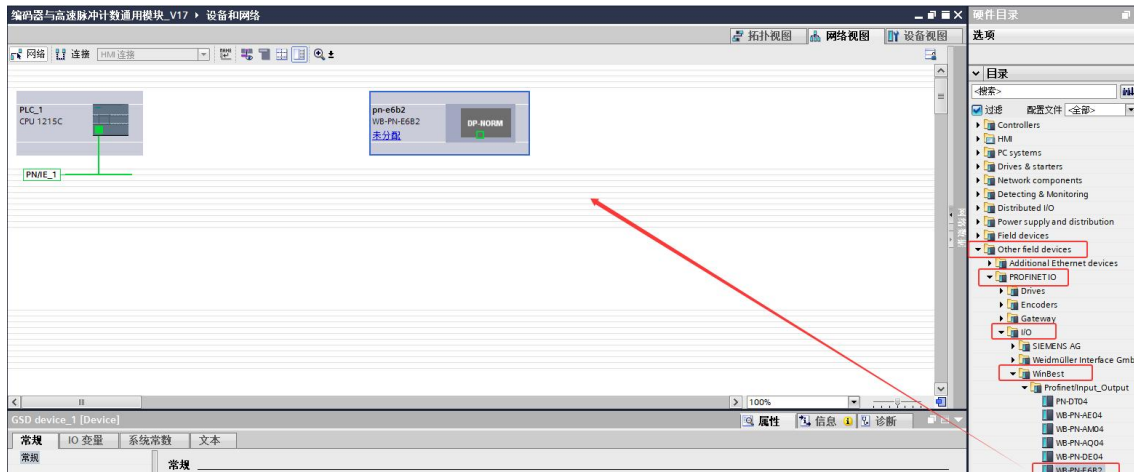 编码器与高速脉冲计数通用模块_V17 ▸ 设备和网络
硬件目录
拓扑视图 网络视图 设备视图
选项
网络 连接 HMI连接
目录
<搜索>
过滤 配置文件 <全部>
PLC_1
CPU 1215C
pn-e6b2
WB-PN-E6B2
未分配
DP-NORM
PN/IE_1
Controllers
HMI
PC systems
Drives & starters
Network components
Detecting & Monitoring
Distributed I/O
Power supply and distribution
Field devices
Other field devices
Additional Ethernet devices
PROFINET IO
Drives
Encoders
Gateway
I/O
SIEMENS AG
Weidmüller Interface Gmb
WinBest
Profinet/Input_Output
PN-DT04
WB-PN-AE04
WB-PN-AM04
WB-PN-AQ04
WB-PN-DE04
WB-PN-E6B2
100%
GSD device_1 [Device]
属性 信息 诊断
常规 IO 变量 系统常数 文本
常规
常规